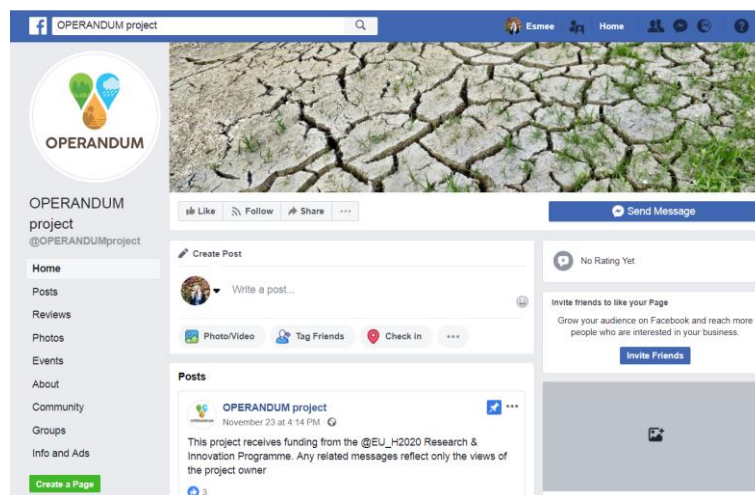 OPERANDUM project
Esmee
Home
OPERANDUM
OPERANDUM
project
@OPERANDUMproject
Home
Posts
Reviews
Photos
Events
About
Community
Groups
Info and Ads
Create a Page
Like Follow Share ...
Send Message
Create Post
Write a post...
Photo/Video Tag Friends Check in ...
Posts
OPERANDUM project
November 23 at 4:14 PM
This project receives funding from the @EU_H2020 Research &
Innovation Programme. Any related messages reflect only the views of
the project owner
3
No Rating Yet
Invite friends to like your Page
Grow your audience on Facebook and reach more
people who are interested in your business.
Invite Friends